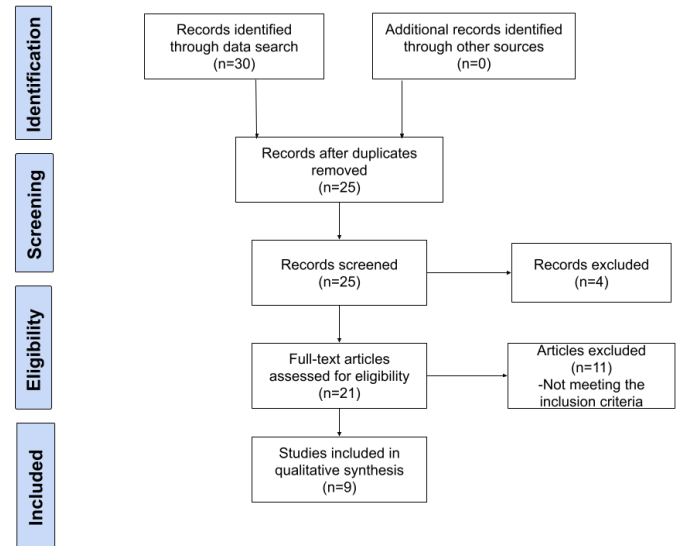 Identification
Records identified
through data search
(n=30)
Additional records identified
through other sources
(n=0)
Records after duplicates
removed
(n=25)
Screening
Records screened
(n=25)
Records excluded
(n=4)
Eligibility
Full-text articles
assessed for eligibility
(n=21)
Articles excluded
(n=11)
-Not meeting the
inclusion criteria
Included
Studies included in
qualitative synthesis
(n=9)